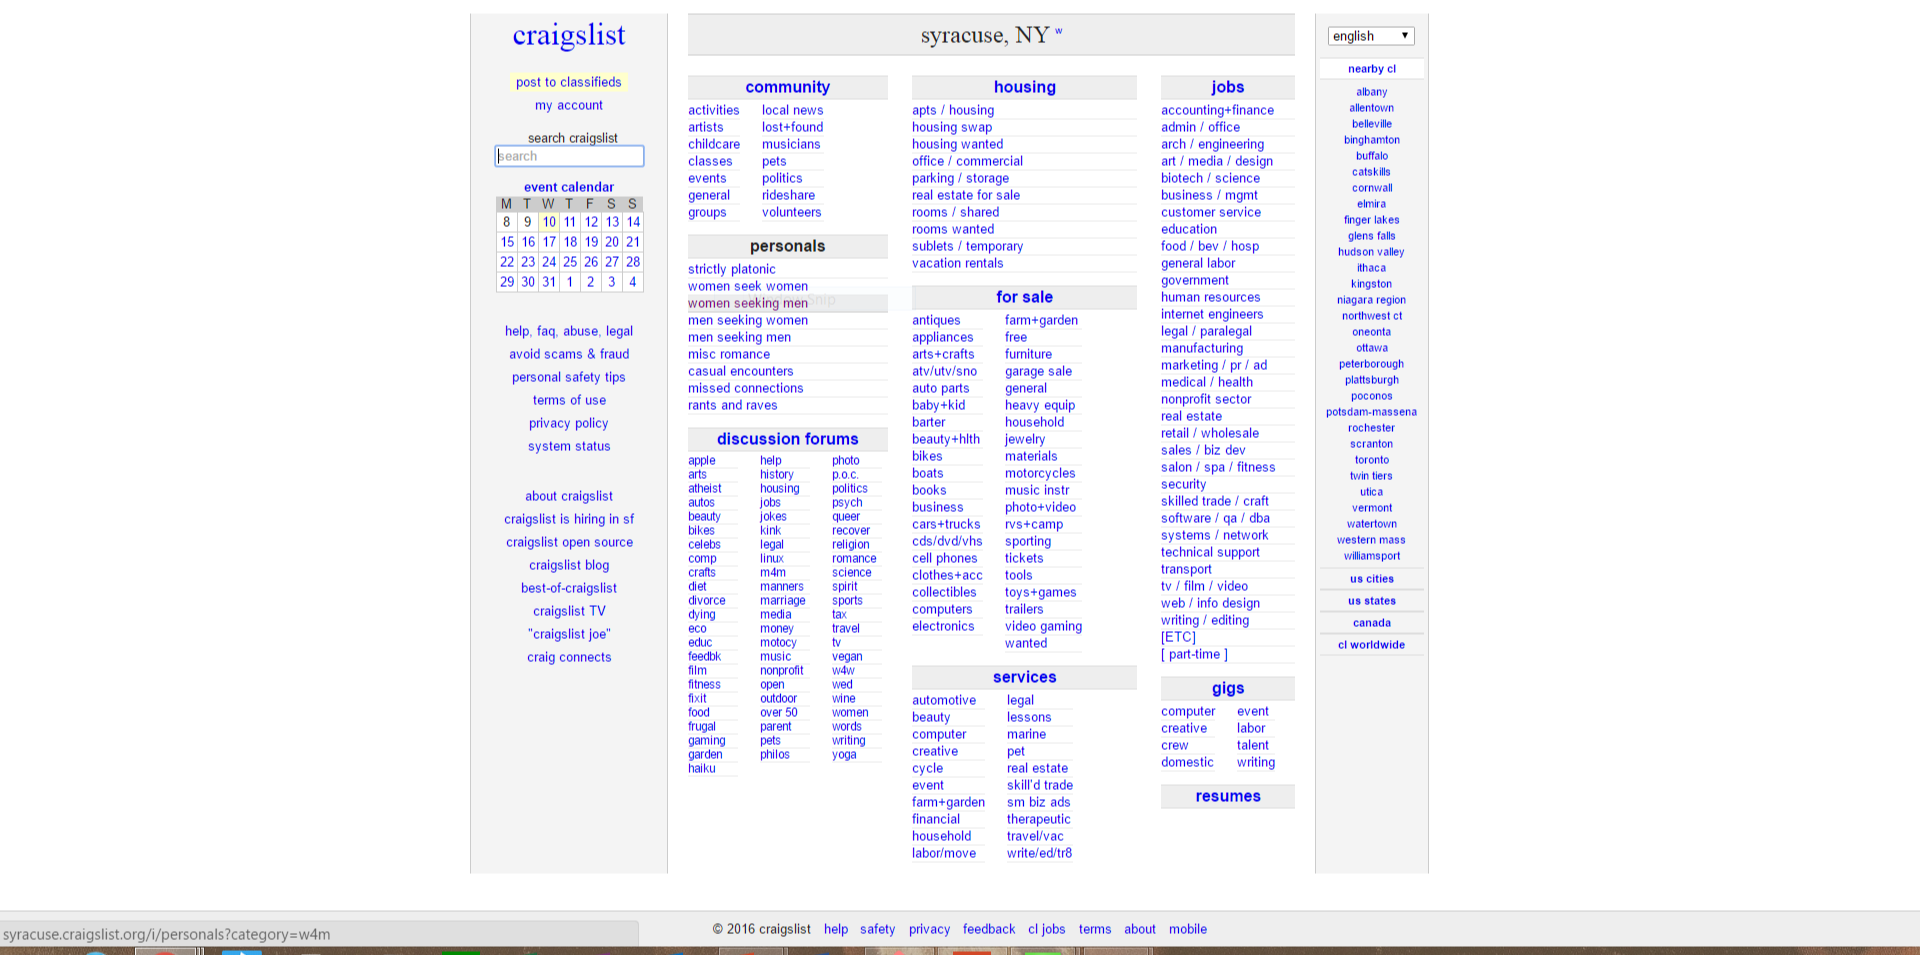 craigslist
post to classifieds
my account
search craigslist
search
event calendar
M T W T F S S
8 9 10 11 12 13 14
15 16 17 18 19 20 21
22 23 24 25 26 27 28
29 30 31 1 2 3 4
help, faq, abuse, legal
avoid scams & fraud
personal safety tips
terms of use
privacy policy
system status
about craigslist
craigslist is hiring in sf
craigslist open source
craigslist blog
best-of-craigslist
craigslist TV
"craigslist joe"
craig connects
syracuse, NY w
community
activities
artists
childcare
classes
events
general
groups
local news
lost+found
musicians
pets
politics
rideshare
volunteers
personals
strictly platonic
women seek women
women seeking men
men seeking women
men seeking men
misc romance
casual encounters
missed connections
rants and raves
discussion forums
apple
arts
atheist
autos
beauty
bikes
celebs
comp
crafts
diet
divorce
dying
eco
educ
feedbk
film
fitness
fixit
food
frugal
gaming
garden
haiku
help
history
housing
jobs
jokes
kink
legal
linux
m4m
manners
marriage
media
money
motocy
music
nonprofit
open
outdoor
over 50
parent
pets
philos
photo
p.o.c.
politics
psych
queer
recover
religion
romance
science
spirit
sports
tax
travel
tv
vegan
w4w
wed
wine
women
words
writing
yoga
housing
apts / housing
housing swap
housing wanted
office / commercial
parking / storage
real estate for sale
rooms / shared
rooms wanted
sublets / temporary
vacation rentals
for sale
antiques
appliances
arts+crafts
atv/utv/sno
auto parts
baby+kid
barter
beauty+hlth
bikes
boats
books
business
cars+trucks
cds/dvd/vhs
cell phones
clothes+acc
collectibles
computers
electronics
farm+garden
free
furniture
garage sale
general
heavy equip
household
jewelry
materials
motorcycles
music instr
photo+video
rvs+camp
sporting
tickets
tools
toys+games
trailers
video gaming
wanted
services
automotive
beauty
computer
creative
cycle
event
farm+garden
financial
household
labor/move
legal
lessons
marine
pet
real estate
skill'd trade
sm biz ads
therapeutic
travel/vac
write/ed/tr8
jobs
accounting+finance
admin / office
arch / engineering
art / media / design
biotech / science
business / mgmt
customer service
education
food / bev / hosp
general labor
government
human resources
internet engineers
legal / paralegal
manufacturing
marketing / pr / ad
medical / health
nonprofit sector
real estate
retail / wholesale
sales / biz dev
salon / spa / fitness
security
skilled trade / craft
software / qa / dba
systems / network
technical support
transport
tv / film / video
web / info design
writing / editing
[ETC]
[ part-time ]
gigs
computer
creative
crew
domestic
event
labor
talent
writing
resumes
english
nearby cl
albany
allentown
belleville
binghamton
buffalo
catskills
cornwall
elmira
finger lakes
glens falls
hudson valley
ithaca
kingston
niagara region
northwest ct
oneonta
ottawa
peterborough
plattsburgh
poconos
potsdam-massena
rochester
scranton
toronto
twin tiers
utica
vermont
watertown
western mass
williamsport
us cities
us states
canada
cl worldwide
© 2016 craigslist help safety privacy feedback cl jobs terms about mobile
syracuse.craigslist.org/i/personals?category=w4m